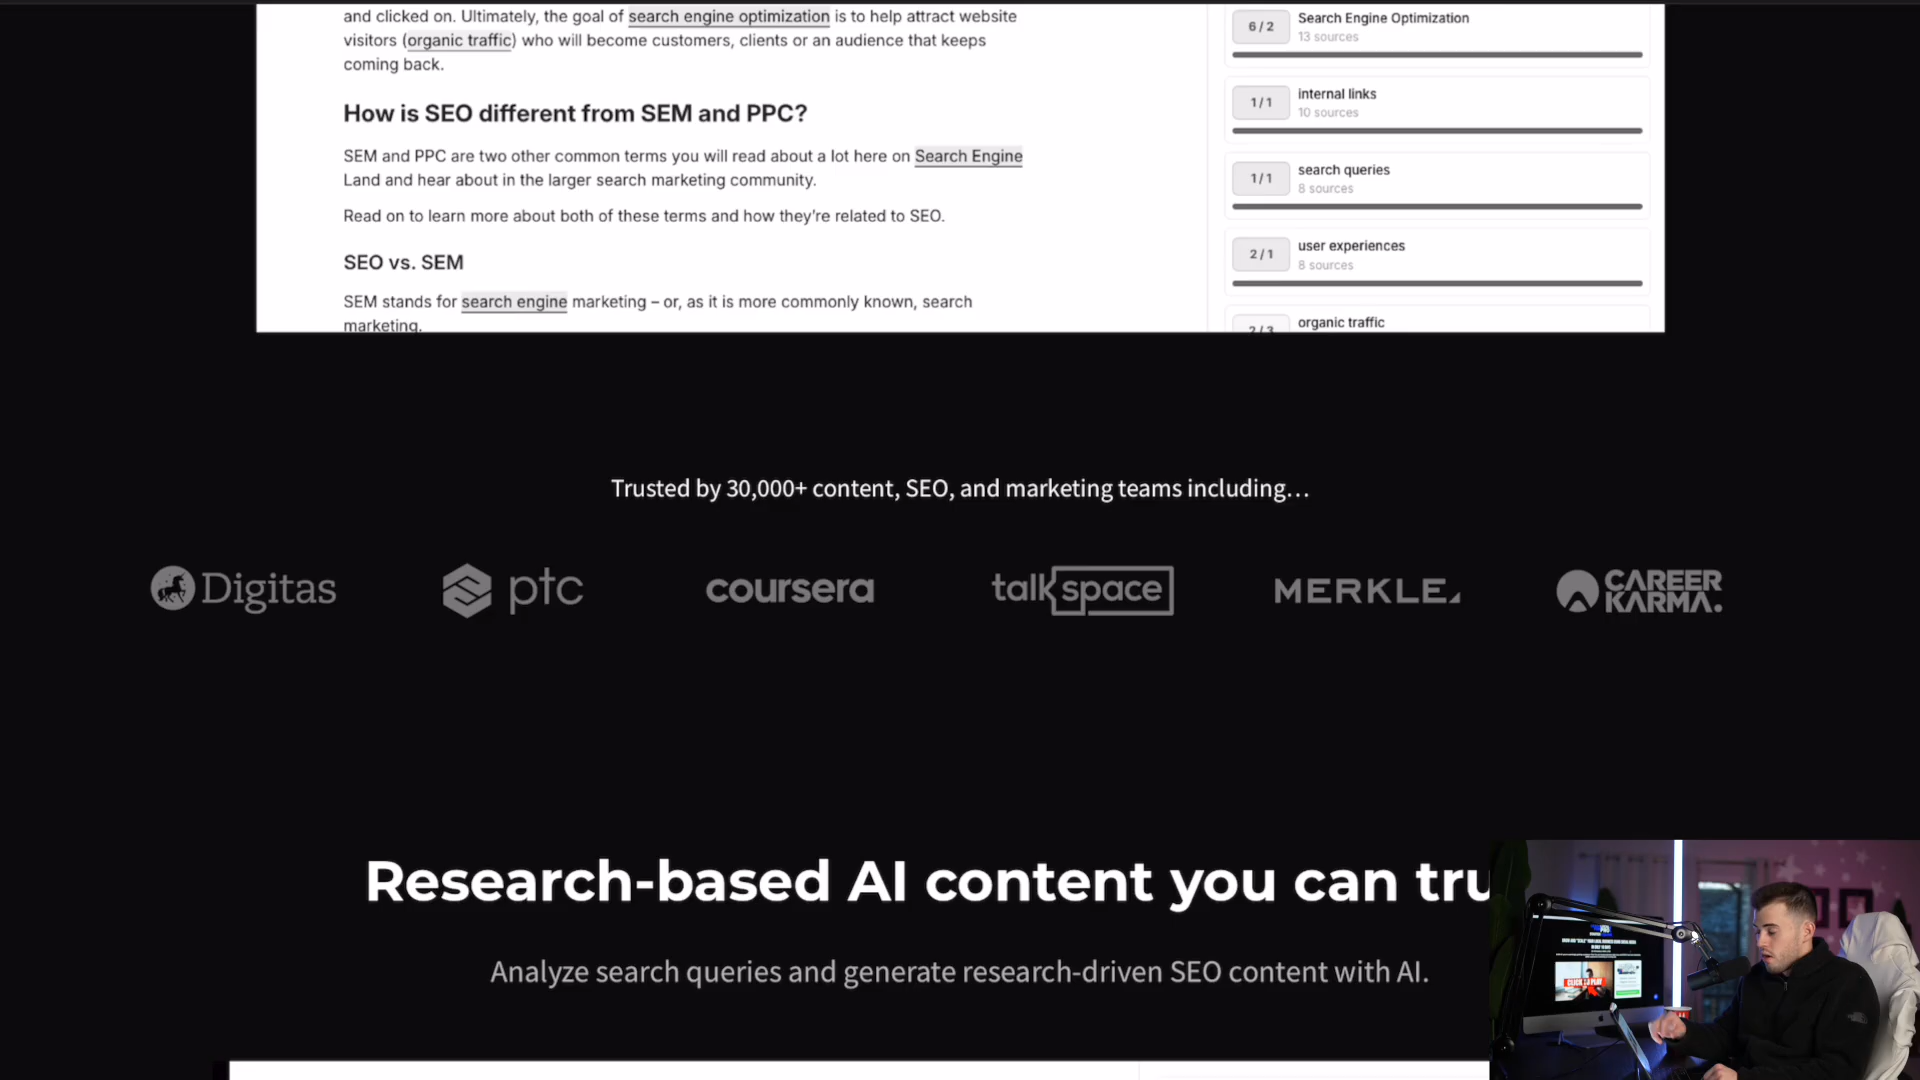 and clicked on. Ultimately, the goal of search engine optimization is to help attract website
visitors (organic traffic) who will become customers, clients or an audience that keeps
coming back.
How is SEO different from SEM and PPC?
SEM and PPC are two other common terms you will read about a lot here on Search Engine
Land and hear about in the larger search marketing community.
Read on to learn more about both of these terms and how they’re related to SEO.
SEO vs. SEM
SEM stands for search engine marketing – or, as it is more commonly known, search
marketing.
6 / 2
Search Engine Optimization
13 sources
1 / 1
internal links
10 sources
1 / 1
search queries
8 sources
2 / 1
user experiences
8 sources
2 / 3
organic traffic
Trusted by 30,000+ content, SEO, and marketing teams including…
Digitas
ptc
coursera
talkspace
MERKLE
CAREER
KARMA.
Research-based AI content you can tru
Analyze search queries and generate research-driven SEO content with AI.
CLICK TO PLAY